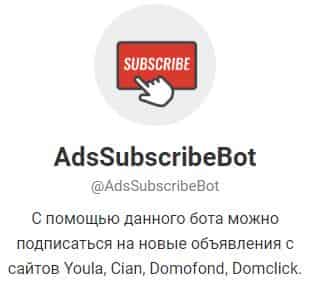 SUBSCRIBE
AdsSubscribeBot
@AdsSubscribeBot
С помощью данного бота можно
подписаться на новые объявления с
сайтов Youla, Cian, Domofond, Domclick.